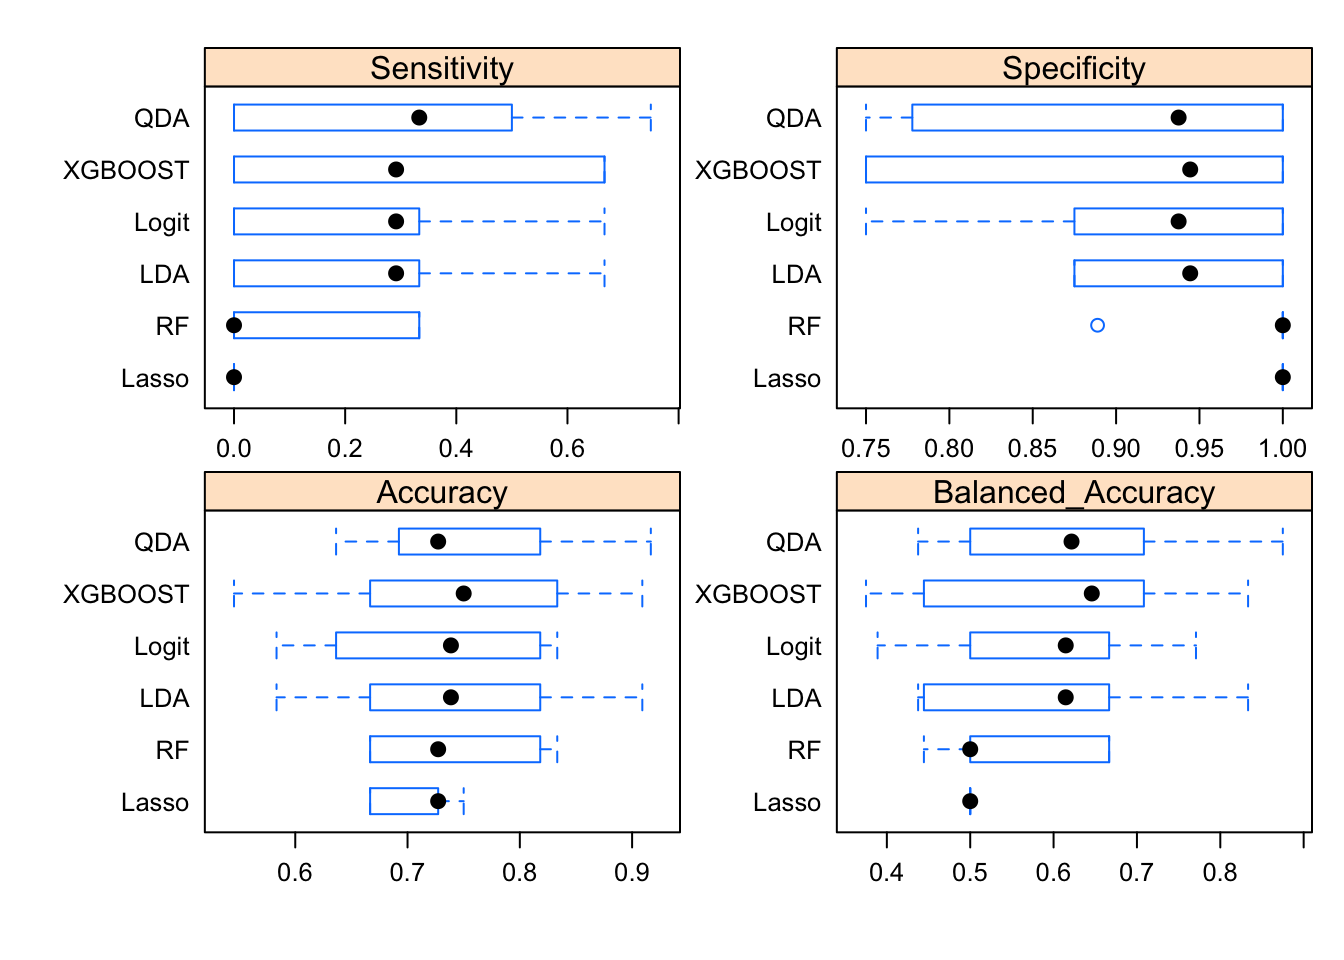 Sensitivity
Specificity
QDA
XGBOOST
Logit
LDA
RF
Lasso
QDA
XGBOOST
Logit
LDA
RF
Lasso
0.0 0.2 0.4 0.6
0.75 0.80 0.85 0.90 0.95 1.00
Accuracy
Balanced_Accuracy
QDA
XGBOOST
Logit
LDA
RF
Lasso
QDA
XGBOOST
Logit
LDA
RF
Lasso
0.6 0.7 0.8 0.9
0.4 0.5 0.6 0.7 0.8